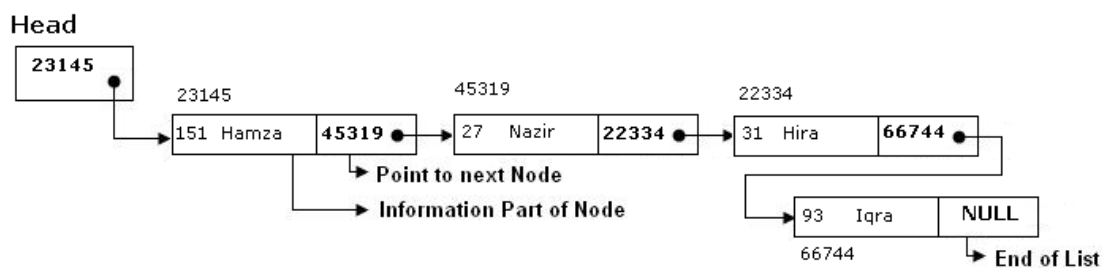 Head
23145
23145
45319
22334
151 Hamza 45319
27 Nazir 22334
31 Hira 66744
Point to next Node
Information Part of Node
93 Iqra NULL
66744
End of List